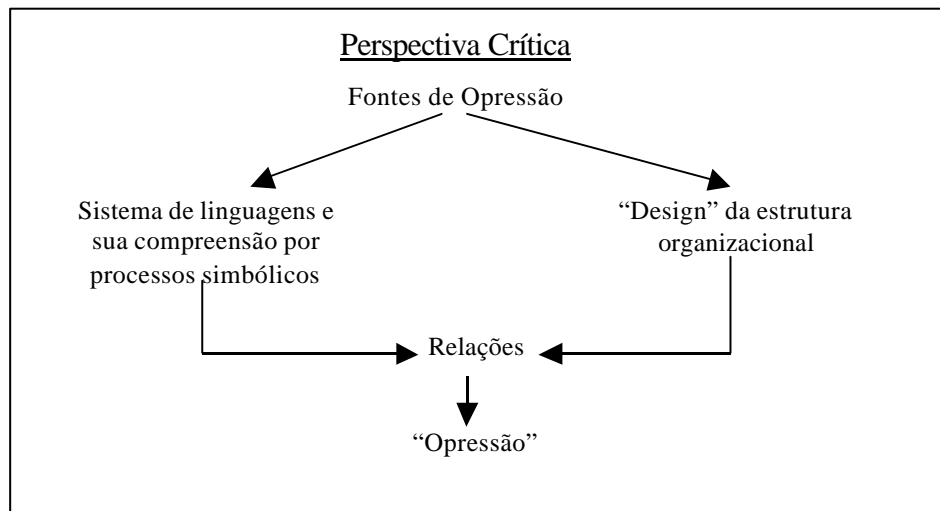 Perspectiva Crítica
Fontes de Opressão
Sistema de linguagens e
sua compreensão por
processos simbólicos
“Design” da estrutura
organizacional
Relações
“Opressão”